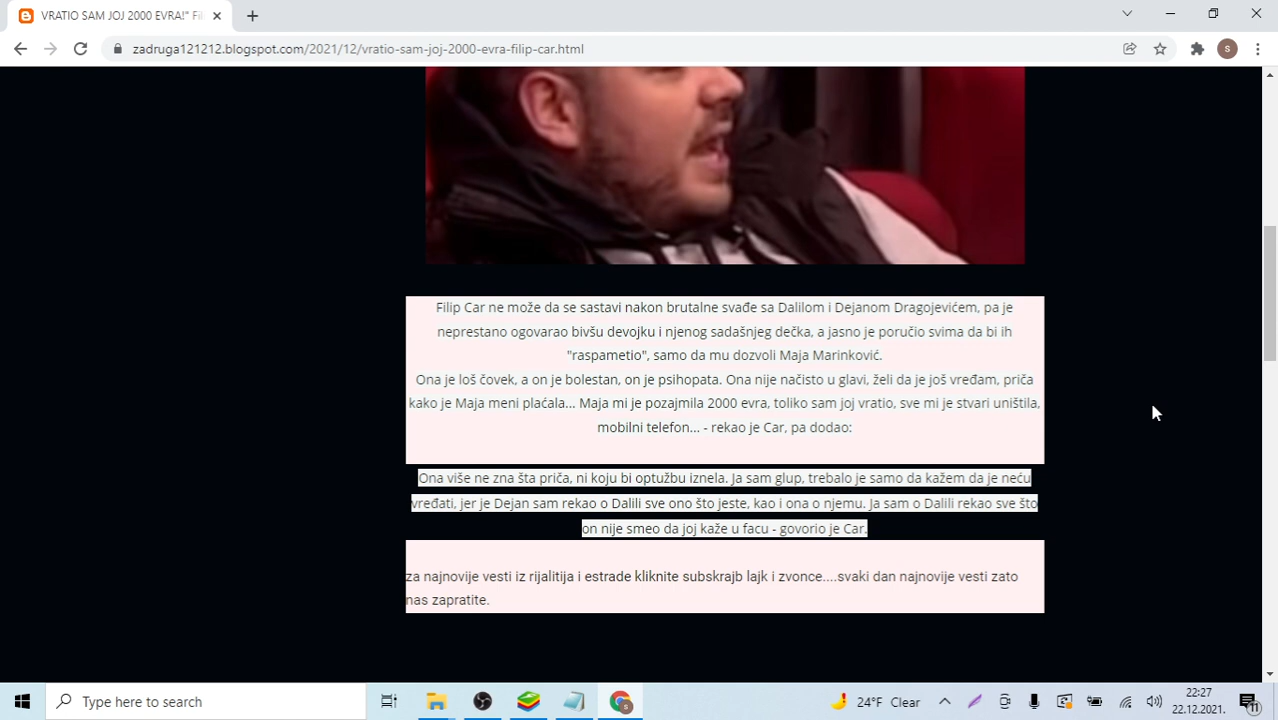 VRATIO SAM JOJ 2000 EVRA!" Fi
zadruga121212.blogspot.com/2021/12/vratio-sam-joj-2000-evra-filip-car.html
S
Filip Car ne može da se sastavi nakon brutalne svađe sa Dalilom i Dejanom Dragojevićem, pa je
neprestano ogovarao bivšu devojku i njenog sadašnjeg dečka, a jasno je poručio svima da bi ih
"raspametio", samo da mu dozvoli Maja Marinković.
Ona je loš čovek, a on je bolestan, on je psihopata. Ona nije načisto u glavi, želi da je još vređam, priča
kako je Maja meni plaćala... Maja mi je pozajmila 2000 evra, toliko sam joj vratio, sve mi je stvari uništila,
mobilni telefon... - rekao je Car, pa dodao:
Ona više ne zna šta priča, ni koju bi optužbu iznela. Ja sam glup, trebalo je samo da kažem da je neću
vređati, jer je Dejan sam rekao o Dalili sve ono što jeste, kao i ona o njemu. Ja sam o Dalili rekao sve što
on nije smeo da joj kaže u facu - govorio je Car.
za najnovije vesti iz rijalitija i estrade kliknite subskrajb lajk i zvonce....svaki dan najnovije vesti zato
nas zapratite.
Type here to search
S
24°F Clear
22:27
22.12.2021.
11